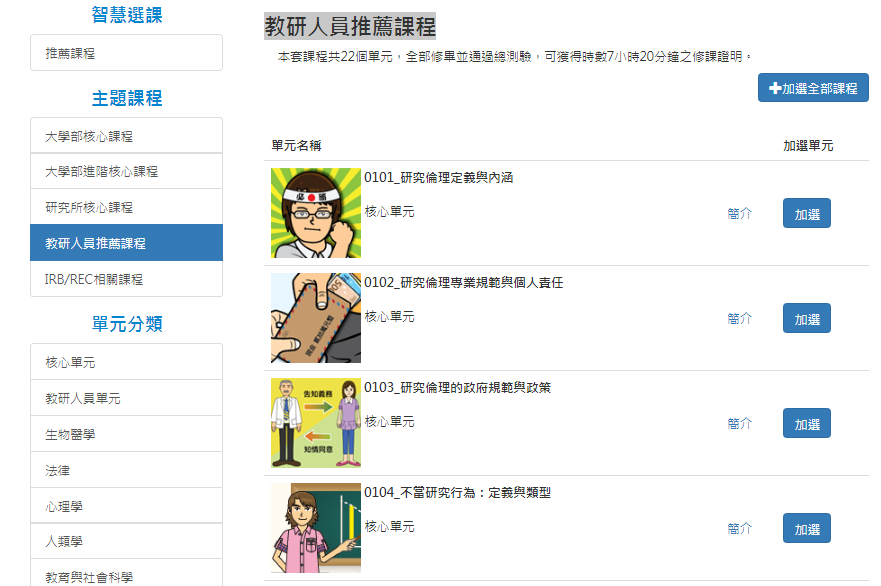 智慧選課
推薦課程
主題課程
大學部核心課程
大學部進階核心課程
研究所核心課程
教研人員推薦課程
IRB/REC相關課程
單元分類
核心單元
教研人員單元
生物醫學
法律
心理學
人類學
教育與社會科學
教研人員推薦課程
本套課程共22個單元，全部修畢並通過總測驗，可獲得時數7小時20分鐘之修課證明。
加選全部課程
單元名稱 加選單元
必勝
0101_研究倫理定義與內涵
核心單元 簡介 加選
0102_研究倫理專業規範與個人責任
核心單元 簡介 加選
告知義務
知情同意
0103_研究倫理的政府規範與政策
核心單元 簡介 加選
0104_不當研究行為：定義與類型
核心單元 簡介 加選